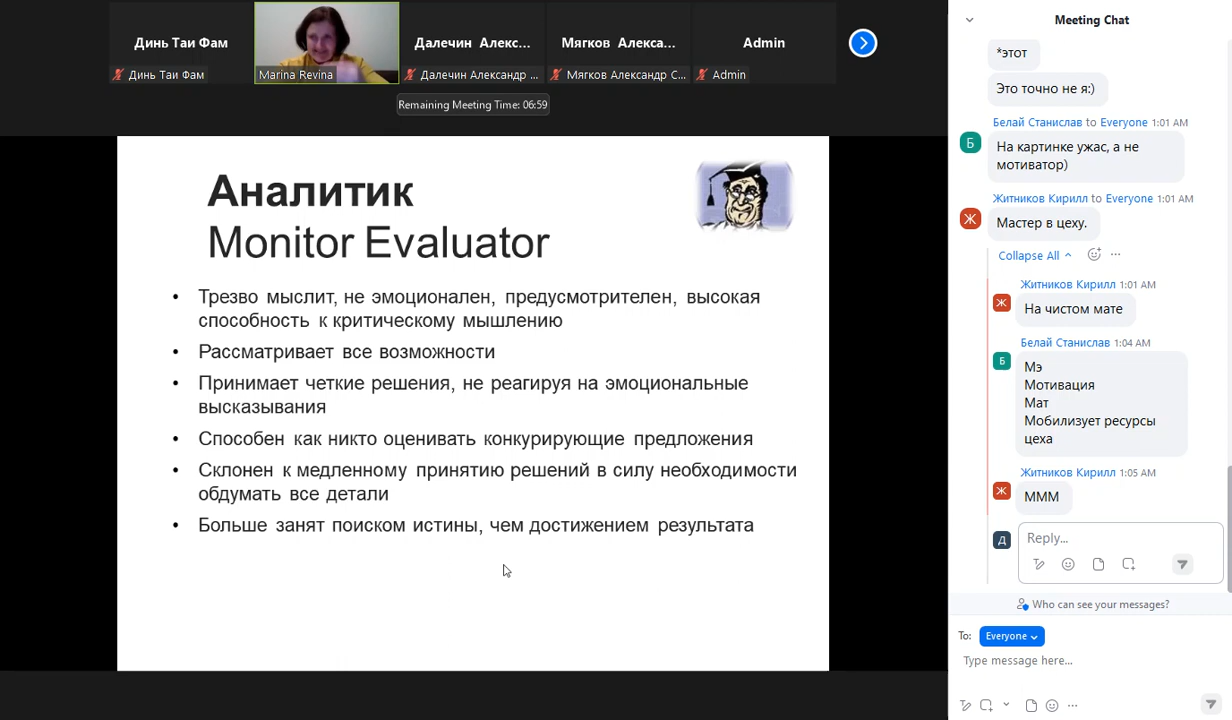 Динь Таи Фам
Далечин Алекс...
Мягков Алекса...
Admin
Динь Таи Фам
Marina Revina
Далечин Александр ...
Мягков Александр С...
Admin
Remaining Meeting Time: 06:59
Аналитик
Monitor Evaluator
• Трезво мыслит, не эмоционален, предусмотрителен, высокая
способность к критическому мышлению
• Рассматривает все возможности
• Принимает четкие решения, не реагируя на эмоциональные
высказывания
• Способен как никто оценивать конкурирующие предложения
• Склонен к медленному принятию решений в силу необходимости
обдумать все детали
• Больше занят поиском истины, чем достижением результата
Meeting Chat
*этот
Это точно не я:)
Белай Станислав to Everyone 1:01 AM
Б
На картинке ужас, а не
мотиватор)
Житников Кирилл to Everyone 1:01 AM
Ж
Мастер в цеху.
Collapse All
Житников Кирилл 1:01 AM
Ж
На чистом мате
Белай Станислав 1:04 AM
Б
Мэ
Мотивация
Мат
Мобилизует ресурсы
цеха
Житников Кирилл 1:05 AM
Ж
МММ
Д
Reply...
Who can see your messages?
To: Everyone
Type message here...